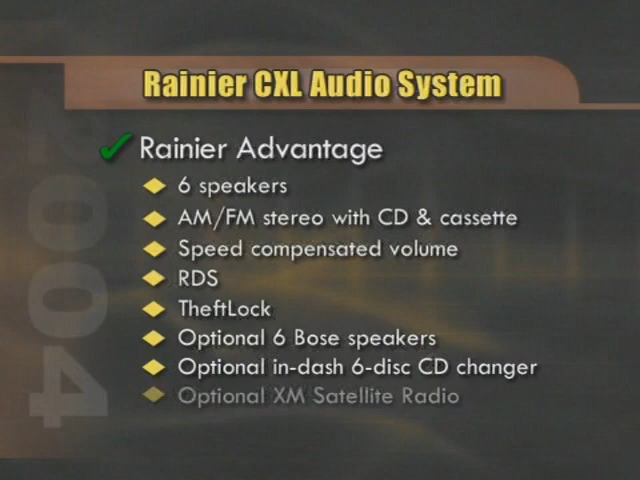 Rainier CXL Audio System
Rainier Advantage
6 speakers
AM/FM stereo with CD & cassette
Speed compensated volume
RDS
TheftLock
Optional 6 Bose speakers
Optional in-dash 6-disc CD changer
Optional XM Satellite Radio
2004